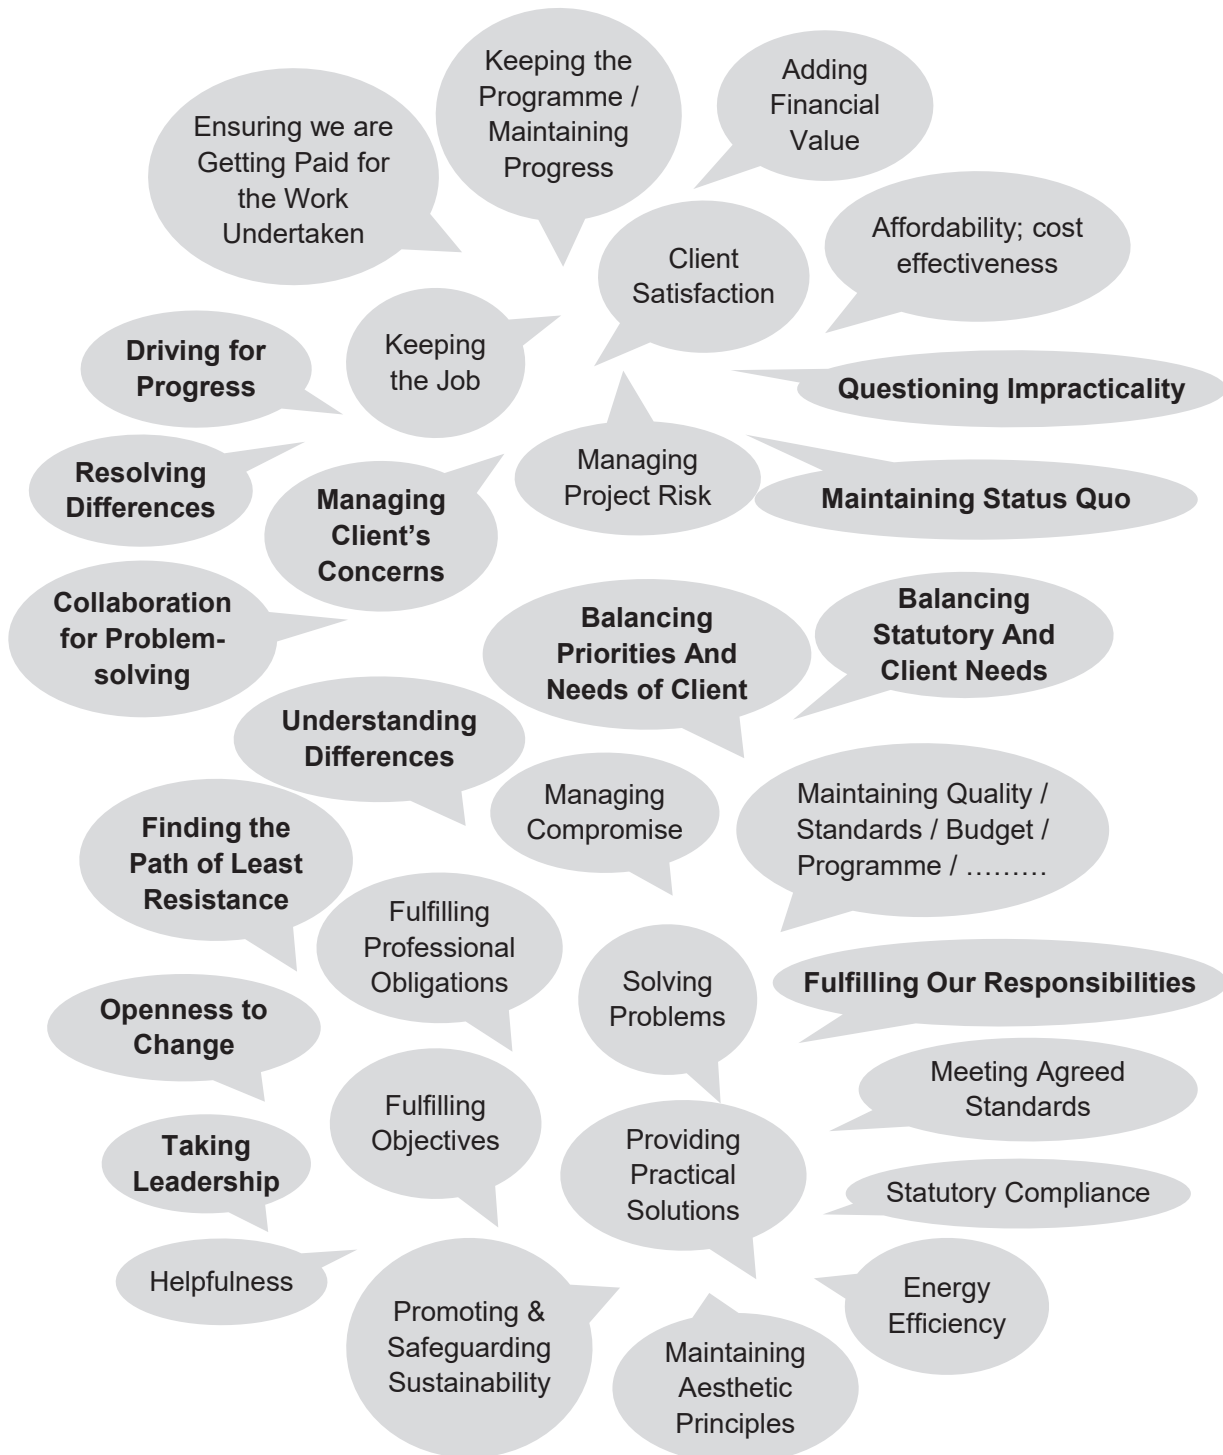 Keeping the
Programme /
Maintaining
Progress
Adding
Financial
Value
Ensuring we are
Getting Paid for
the Work
Undertaken
Affordability; cost
effectiveness
Client
Satisfaction
Driving for
Progress
Keeping
the Job
Questioning Impracticality
Resolving
Differences
Managing
Client's
Concerns
Managing
Project Risk
Maintaining Status Quo
Collaboration
for Problem-
solving
Balancing
Priorities And
Needs of Client
Balancing
Statutory And
Client Needs
Understanding
Differences
Managing
Compromise
Maintaining Quality /
Standards / Budget /
Programme / ………
Finding the
Path of Least
Resistance
Fulfilling
Professional
Obligations
Solving
Problems
Fulfilling Our Responsibilities
Openness to
Change
Fulfilling
Objectives
Meeting Agreed
Standards
Taking
Leadership
Providing
Practical
Solutions
Statutory Compliance
Helpfulness
Promoting &
Safeguarding
Sustainability
Maintaining
Aesthetic
Principles
Energy
Efficiency